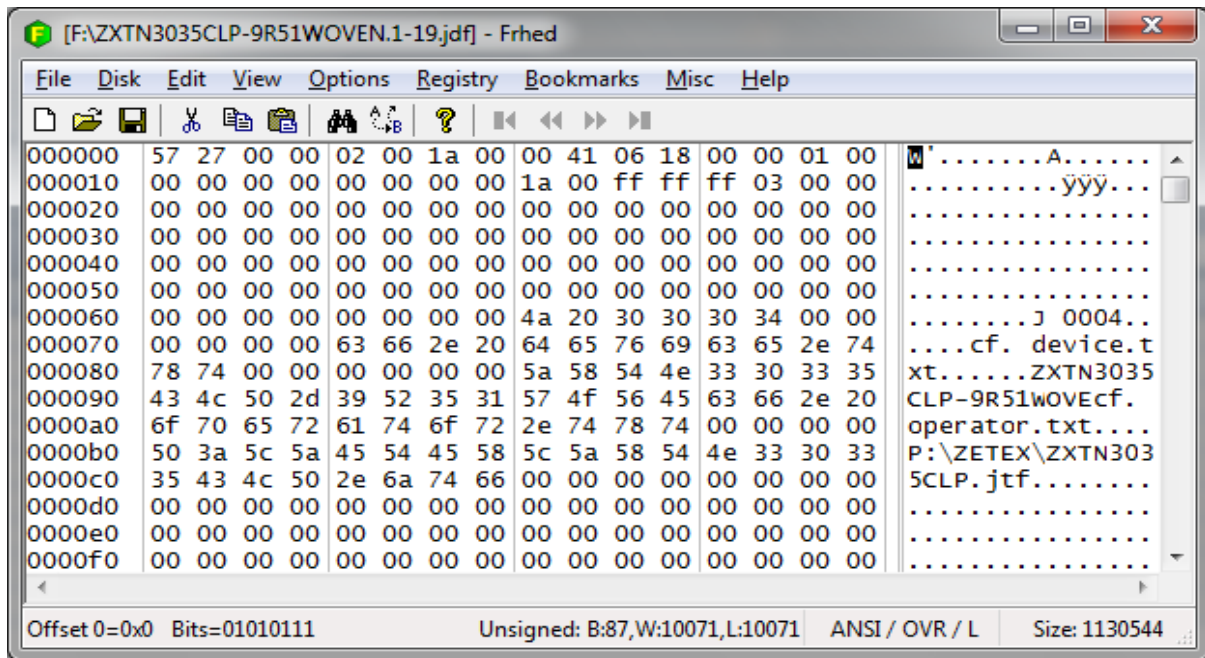 [F:\ZXTN3035CLP-9R51WOVEN.1-19.jdf] - Frhed
File Disk Edit View Options Registry Bookmarks Misc Help
000000 57 27 00 00 02 00 1a 00 00 41 06 18 00 00 01 00 W'.......A......
000010 00 00 00 00 00 00 00 00 1a 00 ff ff ff 03 00 00 ..........ÿÿÿ...
000020 00 00 00 00 00 00 00 00 00 00 00 00 00 00 00 00 ................
000030 00 00 00 00 00 00 00 00 00 00 00 00 00 00 00 00 ................
000040 00 00 00 00 00 00 00 00 00 00 00 00 00 00 00 00 ................
000050 00 00 00 00 00 00 00 00 00 00 00 00 00 00 00 00 ................
000060 00 00 00 00 00 00 00 00 4a 20 30 30 30 34 00 00 ........J 0004..
000070 00 00 00 00 63 66 2e 20 64 65 76 69 63 65 2e 74 ....cf. device.t
000080 78 74 00 00 00 00 00 00 5a 58 54 4e 33 30 33 35 xt......ZXTN3035
000090 43 4c 50 2d 39 52 35 31 57 4f 56 45 63 66 2e 20 CLP-9R51WOVEcf.
0000a0 6f 70 65 72 61 74 6f 72 2e 74 78 74 00 00 00 00 operator.txt....
0000b0 50 3a 5c 5a 45 54 45 58 5c 5a 58 54 4e 33 30 33 P:\ZETEX\ZXTN303
0000c0 35 43 4c 50 2e 6a 74 66 00 00 00 00 00 00 00 00 5CLP.jtf........
0000d0 00 00 00 00 00 00 00 00 00 00 00 00 00 00 00 00 ................
0000e0 00 00 00 00 00 00 00 00 00 00 00 00 00 00 00 00 ................
0000f0 00 00 00 00 00 00 00 00 00 00 00 00 00 00 00 00 ................
Offset 0=0x0 Bits=01010111 Unsigned: B:87,W:10071,L:10071 ANSI / OVR / L Size: 1130544